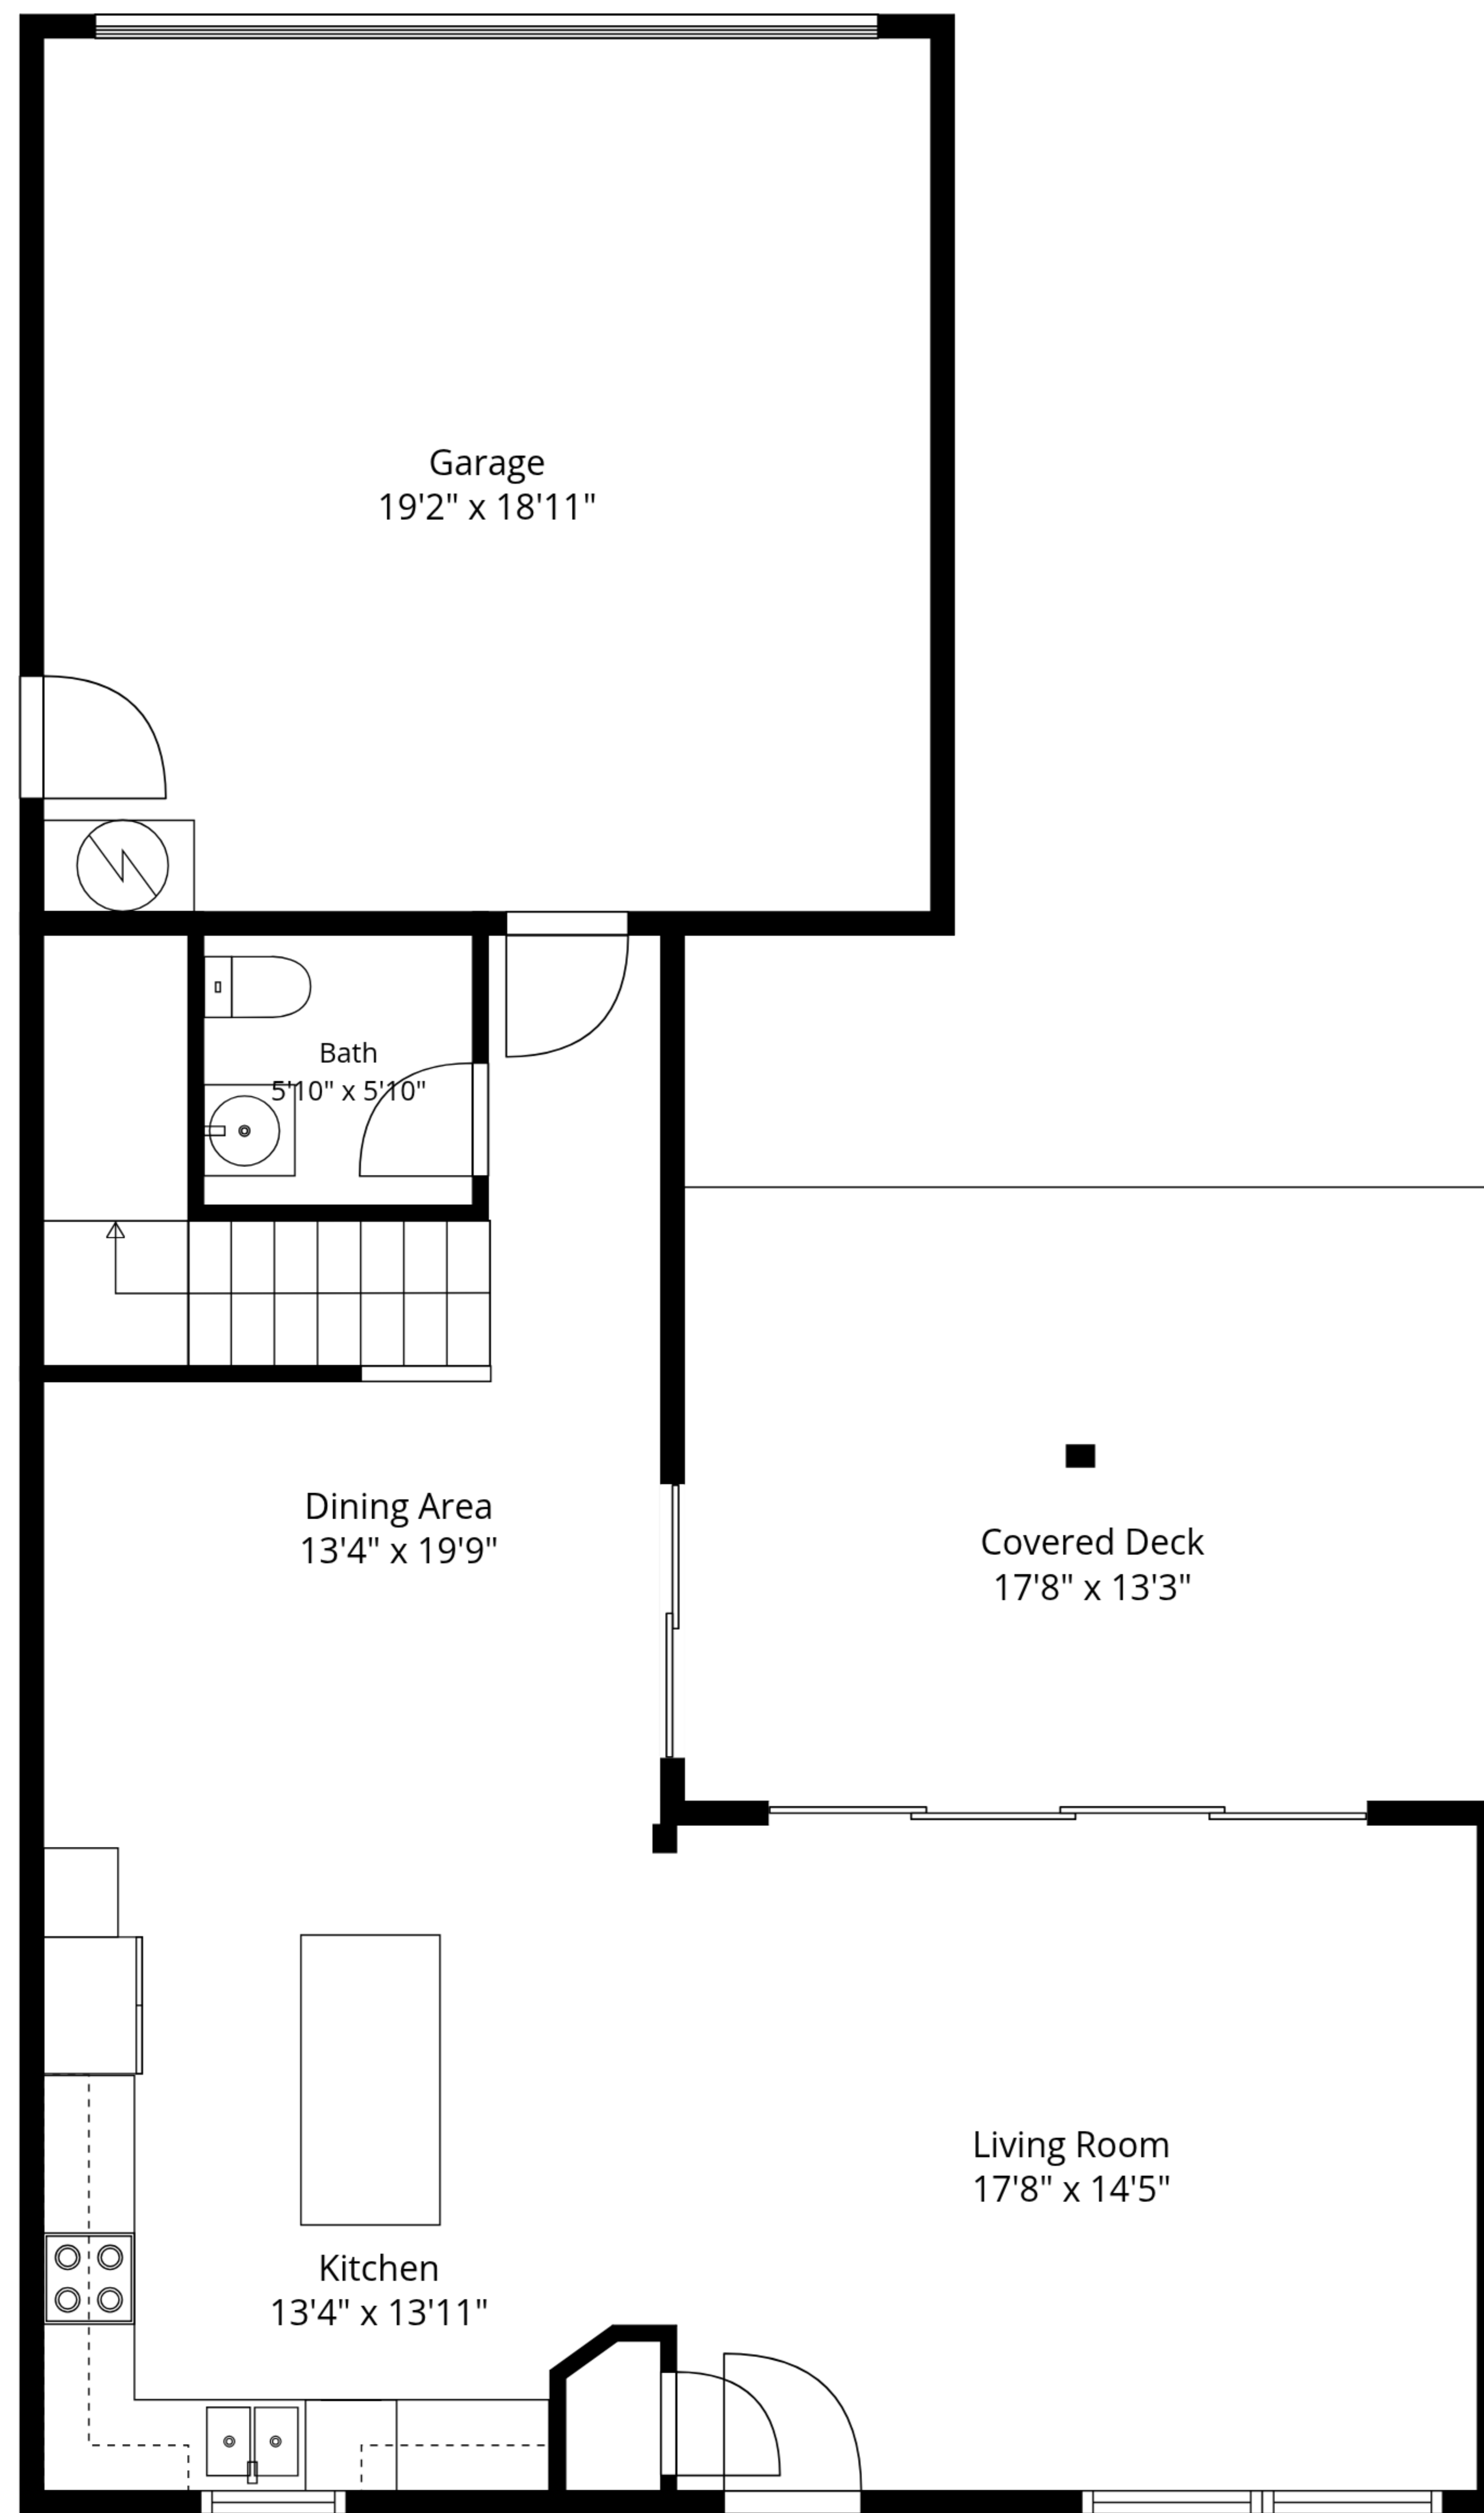 Garage
19'2" x 18'11"
Bath
5'10" x 5'10"
Dining Area
13'4" x 19'9"
Covered Deck
17'8" x 13'3"
Living Room
17'8" x 14'5"
Kitchen
13'4" x 13'11"